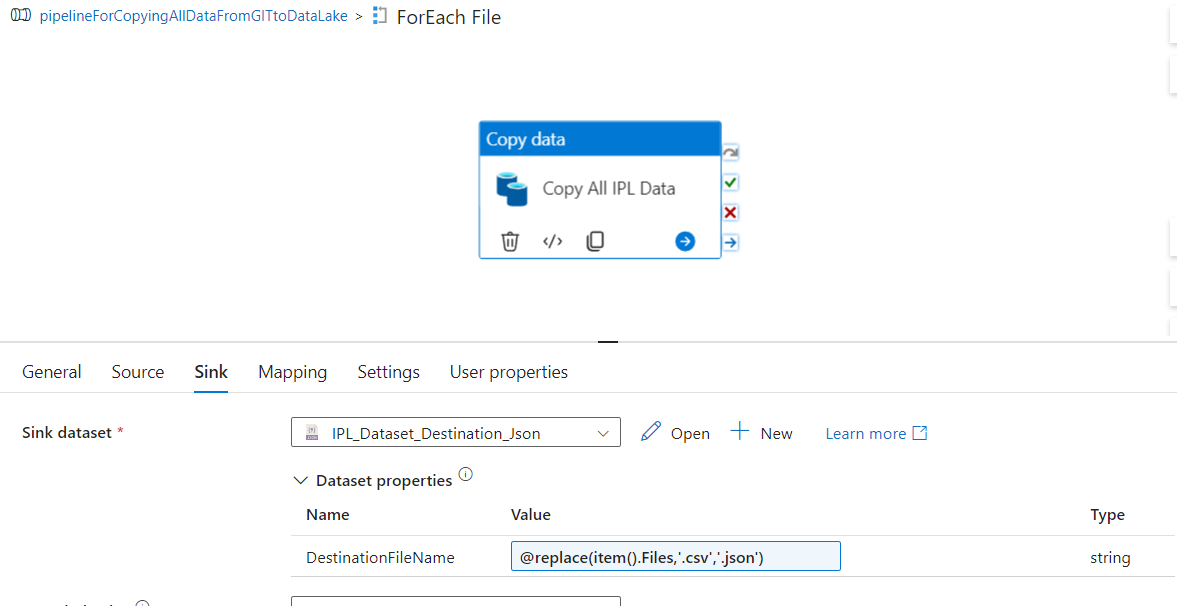 pipelineForCopyingAllDataFromGITtoDataLake > ForEach File
Copy data
Copy All IPL Data
General Source Sink Mapping Settings User properties
Sink dataset * IPL_Dataset_Destination_Json Open New Learn more
Dataset properties
Name Value Type
DestinationFileName @replace(item().Files,'.csv','.json') string